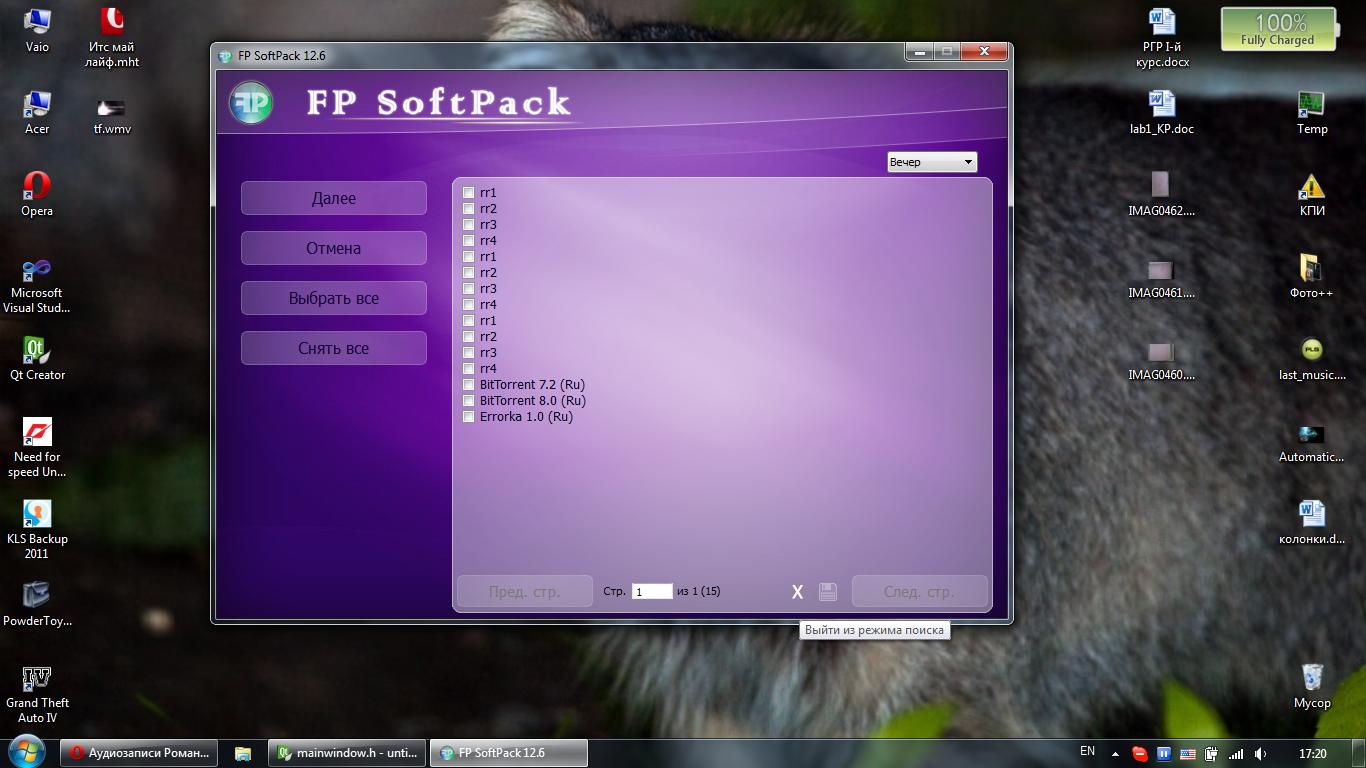 Vaio
Итс май
лайф.mht
Acer
tf.wmv
Opera
Microsoft
Visual Stud...
Qt Creator
Need for
speed Un...
KLS Backup
2011
PowderToy...
Grand Theft
Auto IV
FP SoftPack 12.6
FP SoftPack
Вечер
Далее
Отмена
Выбрать все
Снять все
rr1
rr2
rr3
rr4
rr1
rr2
rr3
rr4
rr1
rr2
rr3
rr4
BitTorrent 7.2 (Ru)
BitTorrent 8.0 (Ru)
Errorka 1.0 (Ru)
Пред. стр.
Стр. 1 из 1 (15)
X
След. стр.
Выйти из режима поиска
РГР I-й
курс.docx
100%
Fully Charged
lab1_KP.doc
Temp
IMAG0462....
КПИ
IMAG0461....
Фото++
IMAG0460....
PLS
last_music....
Automatic...
колонки.d...
Мусор
Аудиозаписи Роман...
mainwindow.h - unti...
FP SoftPack 12.6
EN
17:20